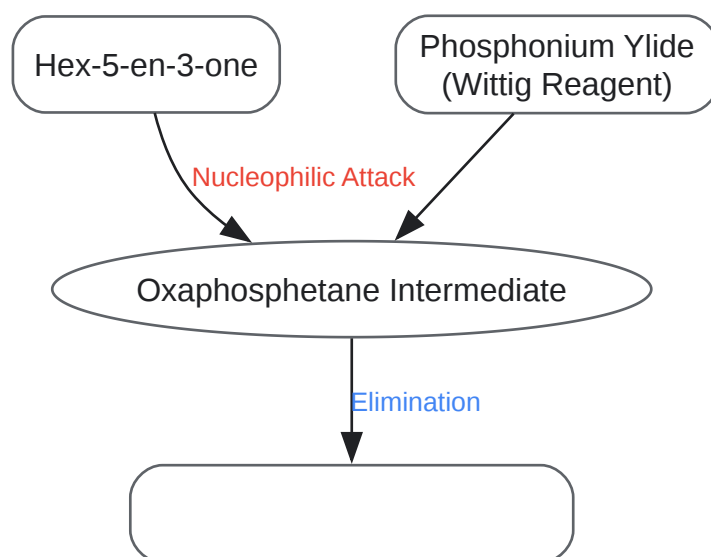 Hex-5-en-3-one
Phosphonium Ylide
(Wittig Reagent)
Nucleophilic Attack
Oxaphosphetane Intermediate
Elimination